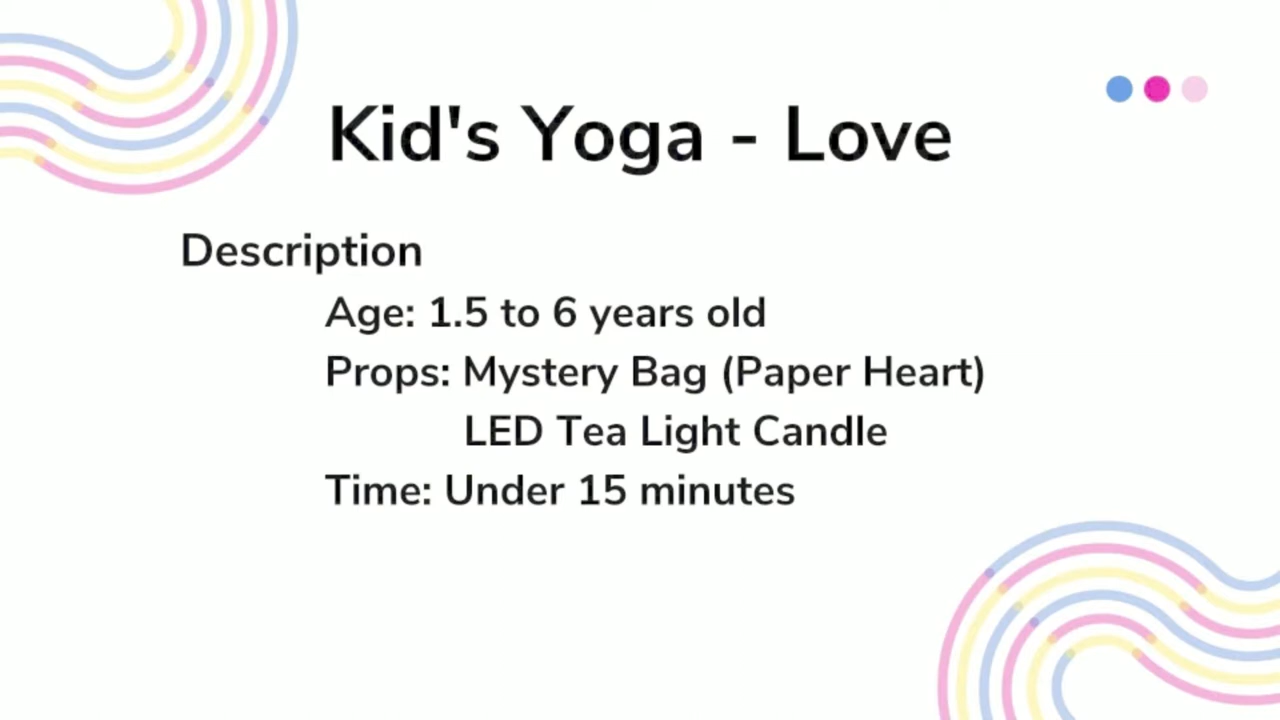 Kid's Yoga - Love
Description
Age: 1.5 to 6 years old
Props: Mystery Bag (Paper Heart)
LED Tea Light Candle
Time: Under 15 minutes